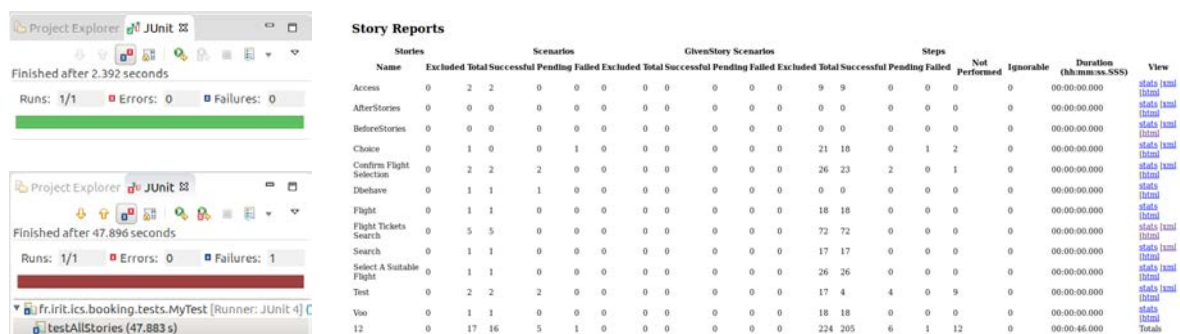 Project Explorer JUnit
Finished after 2.392 seconds
Runs: 1/1 Errors: 0 Failures: 0
Project Explorer JUnit
Finished after 47.896 seconds
Runs: 1/1 Errors: 0 Failures: 1
fr.irit.ics.booking.tests.MyTest [Runner: JUnit 4]
testAllStories (47.883 s)
Story Reports
Stories Scenarios GivenStory Scenarios Steps
Name Excluded Total Successful Pending Failed Excluded Total Successful Pending Failed Excluded Total Successful Pending Failed Not Performed Ignorable Duration (hh:mm:ss.SSS) View
Access 0 2 2 0 0 0 0 0 0 0 0 9 9 0 0 0 0 00:00:00.000 stats |xml |html
AfterStories 0 0 0 0 0 0 0 0 0 0 0 0 0 0 0 0 0 00:00:00.000 stats |xml |html
BeforeStories 0 0 0 0 0 0 0 0 0 0 0 0 0 0 0 0 0 00:00:00.000 stats |xml |html
Choice 0 1 0 0 1 0 0 0 0 0 0 21 18 0 1 2 0 00:00:00.000 stats |xml |html
Confirm Flight Selection 0 2 2 2 0 0 0 0 0 0 0 26 23 2 0 1 0 00:00:00.000 stats |xml |html
Dbehave 0 1 1 1 0 0 0 0 0 0 0 0 0 0 0 0 0 00:00:00.000 stats |html
Flight 0 1 1 0 0 0 0 0 0 0 0 18 18 0 0 0 0 00:00:00.000 stats |html
Flight Tickets Search 0 5 5 0 0 0 0 0 0 0 0 72 72 0 0 0 0 00:00:00.000 stats |xml |html
Search 0 1 1 0 0 0 0 0 0 0 0 17 17 0 0 0 0 00:00:00.000 stats |xml |html
Select A Suitable Flight 0 1 1 0 0 0 0 0 0 0 0 26 26 0 0 0 0 00:00:00.000 stats |xml |html
Test 0 2 2 2 0 0 0 0 0 0 0 17 4 4 0 9 0 00:00:00.000 stats |xml |html
Voo 0 1 1 0 0 0 0 0 0 0 0 18 18 0 0 0 0 00:00:00.000 stats |html
12 0 17 16 5 1 0 0 0 0 0 0 224 205 6 1 12 0 00:00:46.000 Totals